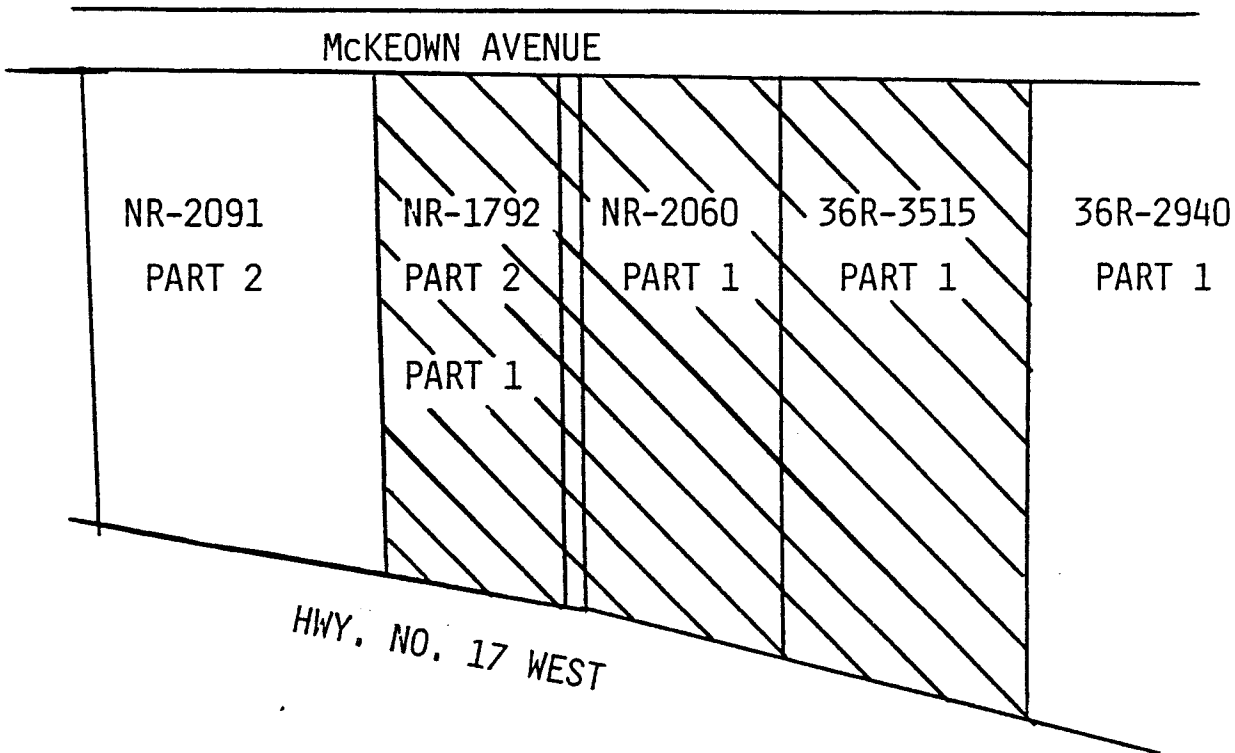 McKEOWN AVENUE
NR-2091
PART 2
NR-1792
PART 2
PART 1
NR-2060
PART 1
36R-3515
PART 1
36R-2940
PART 1
HWY. NO. 17 WEST